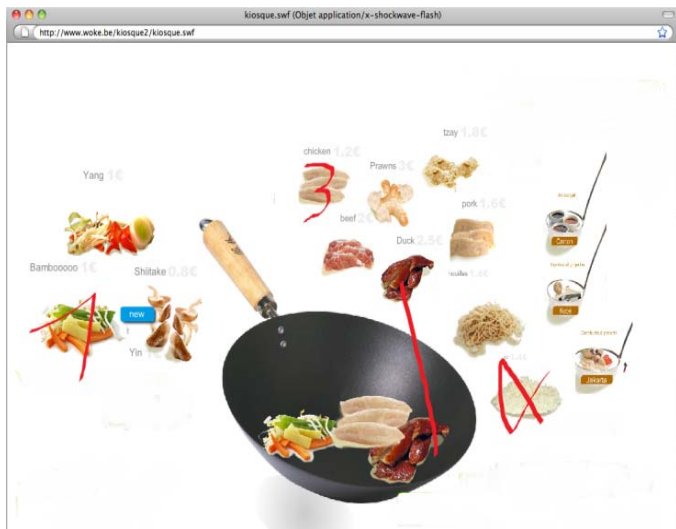 kiosque.swf (Objet application/x-shockwave-flash)
http://www.woke.be/kiosque2/kiosque.swf
tzay 1.8€
chicken 1.2€
Prawns 3€
Yang 1€
pork 1.6€
beef 2€
Duck 2.5€
Bambooooo 1€
Shiitake 0.8€
3
new
Yin
Jakarta